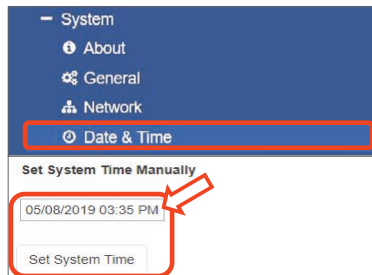 System
About
General
Network
Date & Time
Set System Time Manually
05/08/2019 03:35 PM
Set System Time